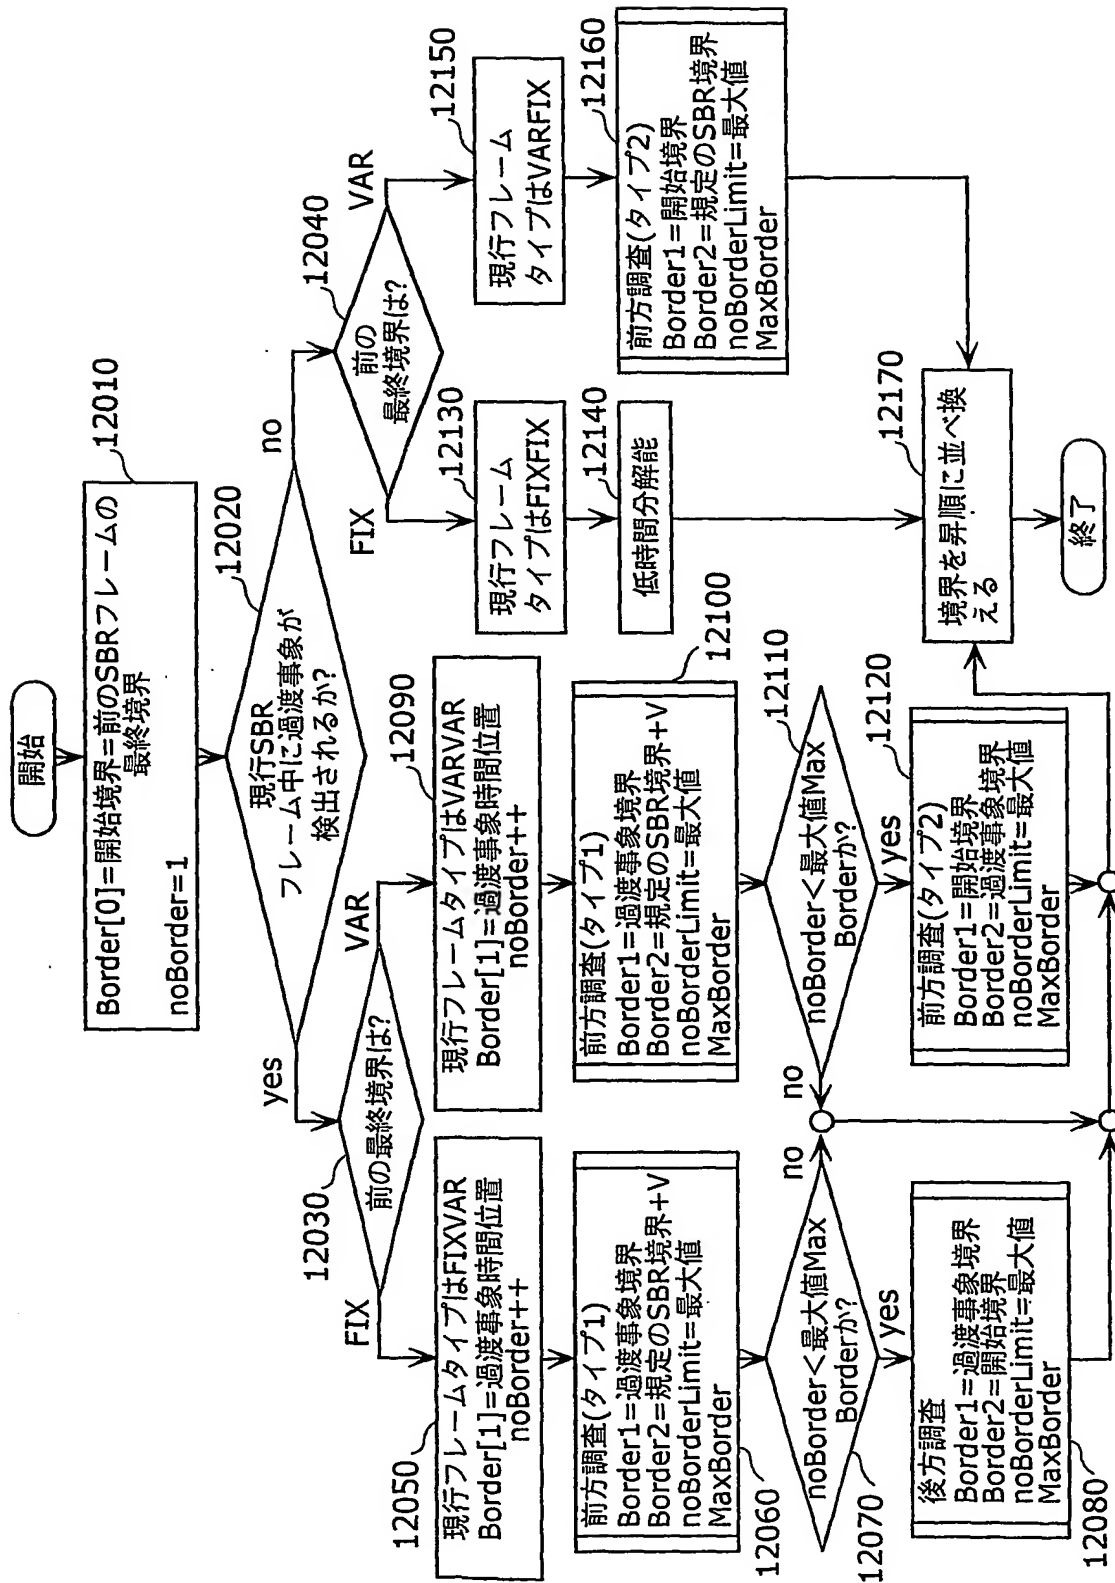 開始
Border[0]=開始境界=前のSBRフレームの
最終境界
noBorder=1
12010
現行SBR
フレーム中に過渡事象が
検出されるか?
12020
yes
no
前の最終境界は?
12030
FIX
VAR
前の
最終境界は?
12040
FIX
VAR
現行フレームタイプはFIXVAR
Border[1]=過渡事象時間位置
noBorder++
12050
現行フレームタイプはVARVAR
Border[1]=過渡事象時間位置
noBorder++
12090
現行フレーム
タイプはFIXFIX
12130
現行フレーム
タイプはVARFIX
12150
前方調査(タイプ1)
Border1=過渡事象境界
Border2=規定のSBR境界+V
noBorderLimit=最大値
MaxBorder
12060
前方調査(タイプ1)
Border1=過渡事象境界
Border2=規定のSBR境界+V
noBorderLimit=最大値
MaxBorder
12100
低時間分解能
12140
前方調査(タイプ2)
Border1=開始境界
Border2=規定のSBR境界
noBorderLimit=最大値
MaxBorder
12160
noBorder<最大値Max
Borderか?
12070
no
yes
noBorder<最大値Max
Borderか?
12110
no
yes
後方調査
Border1=過渡事象境界
Border2=開始境界
noBorderLimit=最大値
MaxBorder
12080
前方調査(タイプ2)
Border1=開始境界
Border2=過渡事象境界
noBorderLimit=最大値
MaxBorder
12120
境界を昇順に並べ換
える
12170
終了